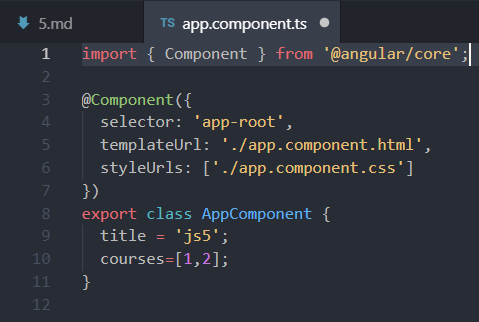 5.md
TS app.component.ts
1 import { Component } from '@angular/core';
2
3 @Component({
4   selector: 'app-root',
5   templateUrl: './app.component.html',
6   styleUrls: ['./app.component.css']
7 })
8 export class AppComponent {
9   title = 'js5';
10   courses=[1,2];
11 }
12